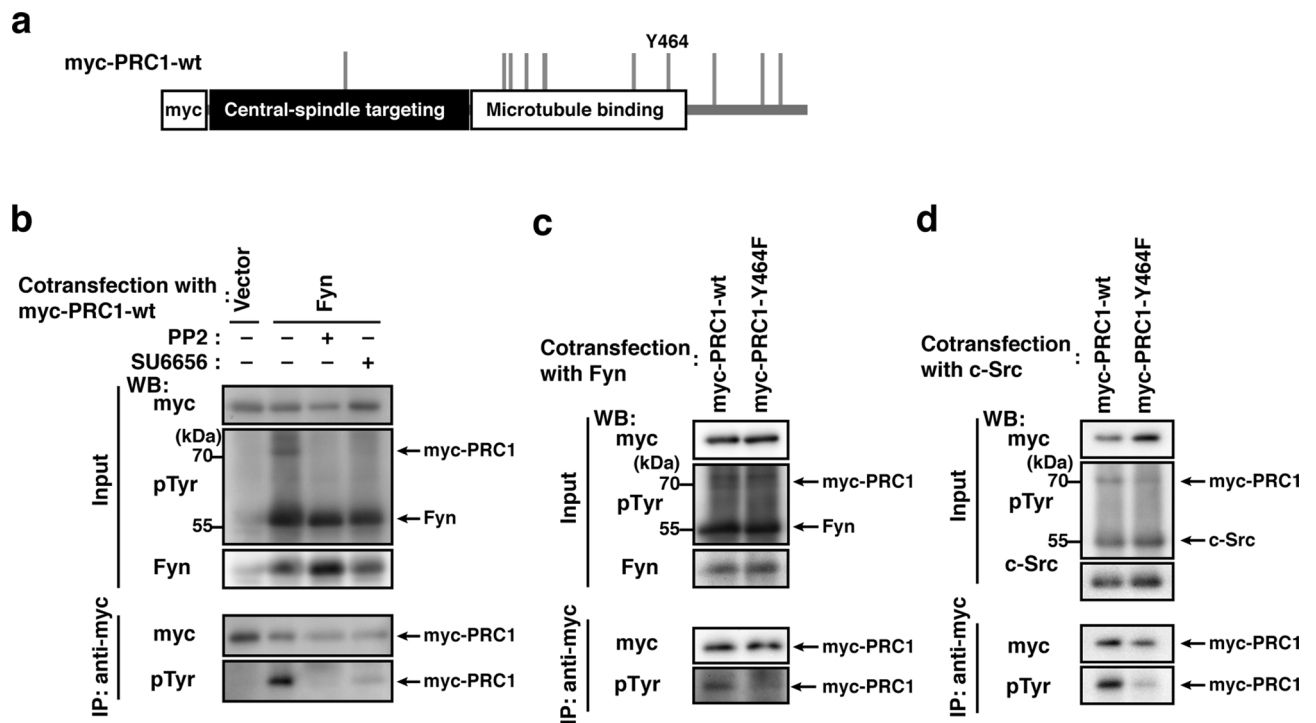 a
Y464
myc-PRC1-wt
myc
Central-spindle targeting
Microtubule binding
b
Cotransfection with
myc-PRC1-wt
:
Vector
Fyn
PP2 : – – + –
SU6656 : – – – +
WB:
Input
myc
(kDa)
70
pTyr
55
myc-PRC1
Fyn
Fyn
IP: anti-myc
myc
myc-PRC1
pTyr
myc-PRC1
c
Cotransfection
with Fyn
:
myc-PRC1-wt
myc-PRC1-Y464F
WB:
Input
myc
(kDa)
70
pTyr
55
myc-PRC1
Fyn
Fyn
IP: anti-myc
myc
myc-PRC1
pTyr
myc-PRC1
d
Cotransfection
with c-Src
:
myc-PRC1-wt
myc-PRC1-Y464F
WB:
Input
myc
(kDa)
70
pTyr
55
myc-PRC1
c-Src
c-Src
IP: anti-myc
myc
myc-PRC1
pTyr
myc-PRC1